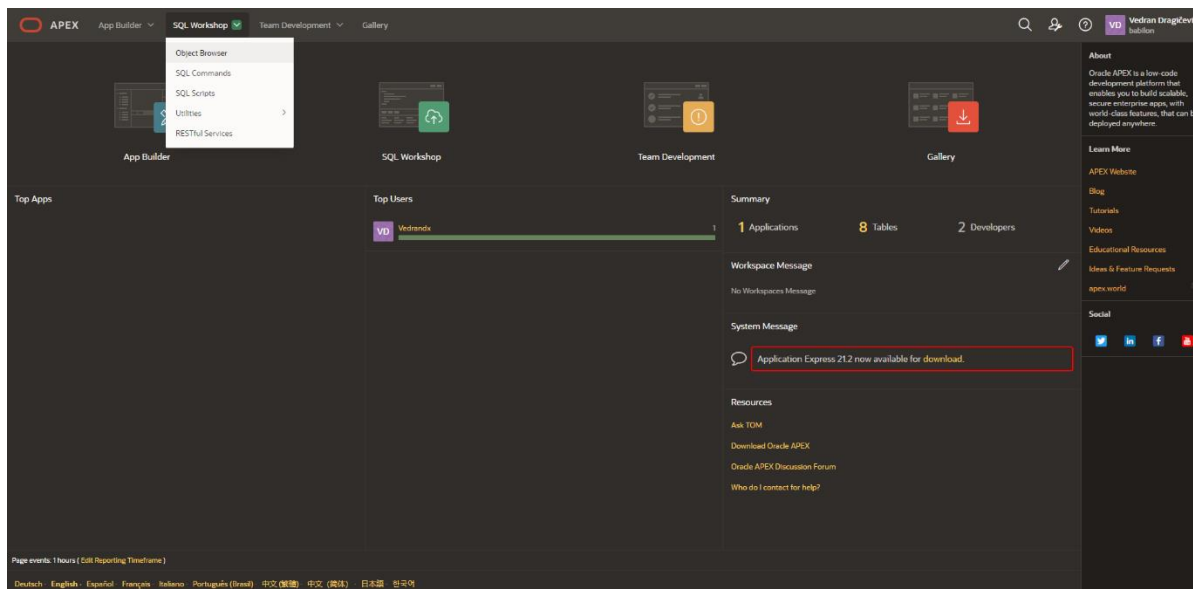 APEX App Builder SQL Workshop Team Development Gallery
VD Vedran Dragičevi
babilon
Object Browser
SQL Commands
SQL Scripts
Utilities
RESTful Services
App Builder SQL Workshop Team Development Gallery
Top Apps
Top Users
VD Vedrandx 1
Summary
1 Applications 8 Tables 2 Developers
Workspace Message
No Workspaces Message
System Message
Application Express 21.2 now available for download.
Resources
Ask TOM
Download Oracle APEX
Oracle APEX Discussion Forum
Who do I contact for help?
About
Oracle APEX is a low-code
development platform that
enables you to build scalable,
secure enterprise apps, with
world-class features, that can b
deployed anywhere.
Learn More
APEX Website
Blog
Tutorials
Videos
Educational Resources
Ideas & Feature Requests
apex.world
Social
Page events: 1 hours ( Edit Reporting Timeframe )
Deutsch English Español Français Italiano Português (Brasil) 中文 (繁體) 中文 (简体) 日本語 한국어